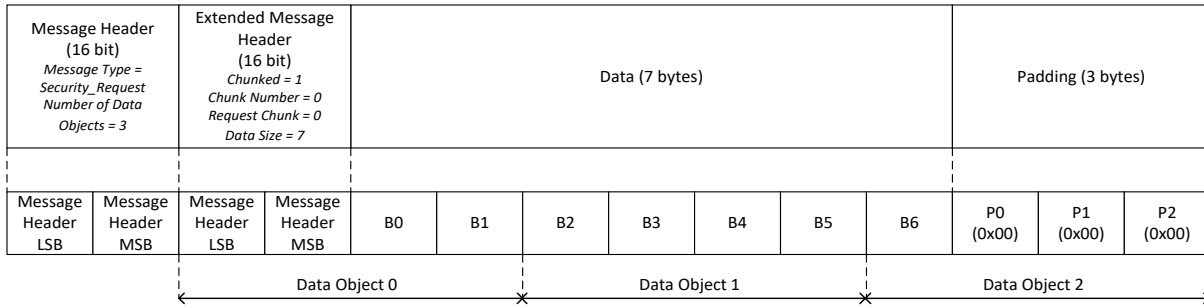 Message Header
(16 bit)
Message Type =
Security_Request
Number of Data
Objects = 3
Extended Message
Header
(16 bit)
Chunked = 1
Chunk Number = 0
Request Chunk = 0
Data Size = 7
Data (7 bytes)
Padding (3 bytes)
Message
Header
LSB
Message
Header
MSB
Message
Header
LSB
Message
Header
MSB
B0
B1
B2
B3
B4
B5
B6
P0
(0x00)
P1
(0x00)
P2
(0x00)
Data Object 0
Data Object 1
Data Object 2